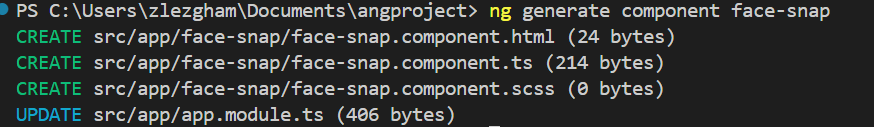 PS C:\Users\zlezgham\Documents\angproject> ng generate component face-snap
CREATE src/app/face-snap/face-snap.component.html (24 bytes)
CREATE src/app/face-snap/face-snap.component.ts (214 bytes)
CREATE src/app/face-snap/face-snap.component.scss (0 bytes)
UPDATE src/app/app.module.ts (406 bytes)